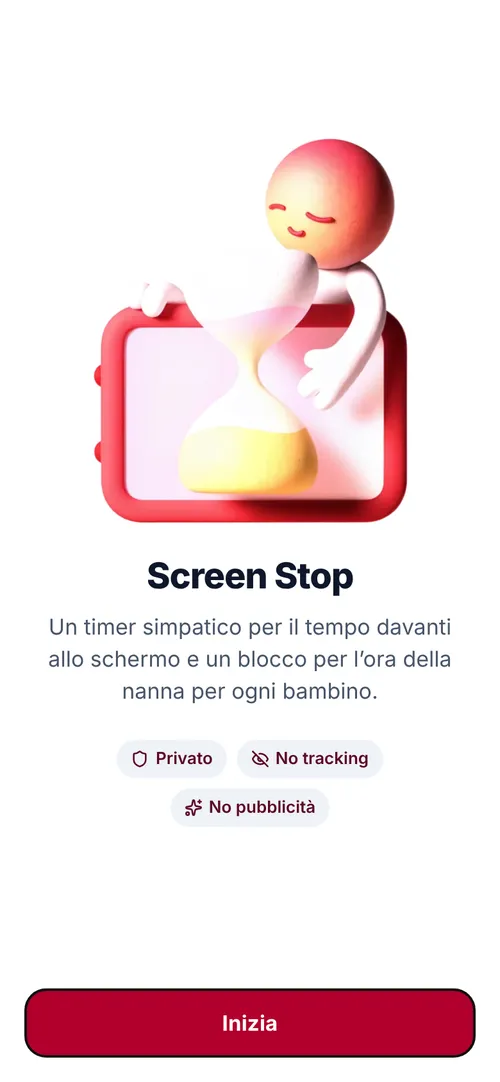 Screen Stop
Un timer simpatico per il tempo davanti
allo schermo e un blocco per l’ora della
nanna per ogni bambino.
Privato
No tracking
No pubblicità
Inizia